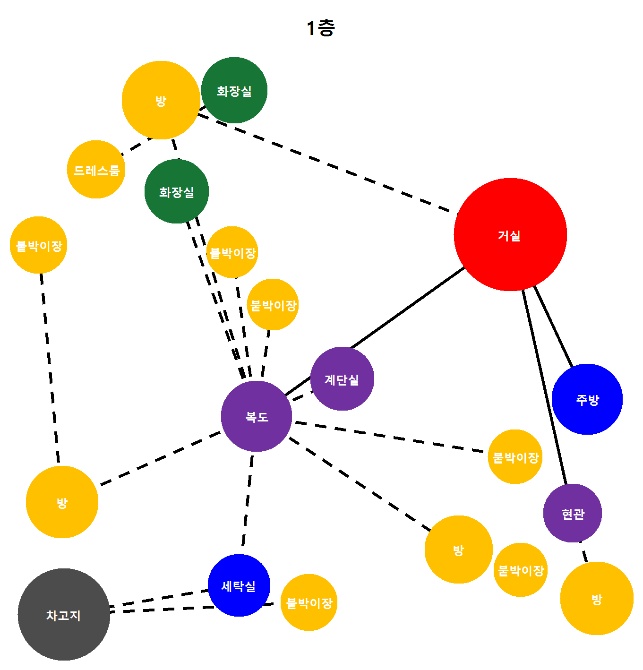 1층
화장실
방
드레스룸
화장실
거실
붙박이장
붙박이장
붙박이장
계단실
주방
복도
붙박이장
방
현관
방
붙박이장
세탁실
방
붙박이장
차고지